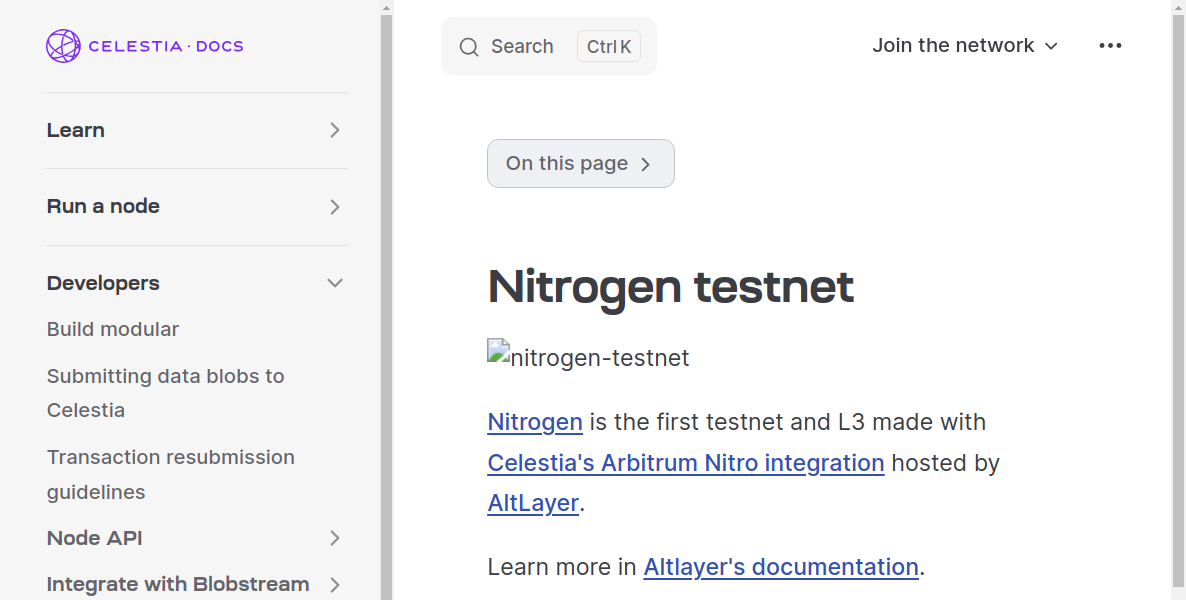 CELESTIA · DOCS
Learn
Run a node
Developers
Build modular
Submitting data blobs to
Celestia
Transaction resubmission
guidelines
Node API
Integrate with Blobstream
Search
Ctrl K
Join the network
On this page
Nitrogen testnet
nitrogen-testnet
Nitrogen is the first testnet and L3 made with
Celestia's Arbitrum Nitro integration hosted by
AltLayer.
Learn more in Altlayer's documentation.